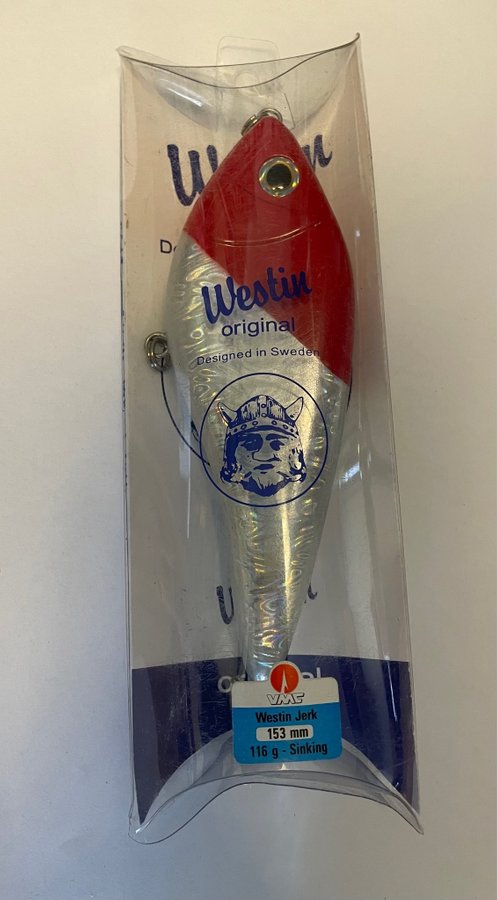 Westin
original
Designed in Sweden
VMC
Westin Jerk
153 mm
116 g - Sinking